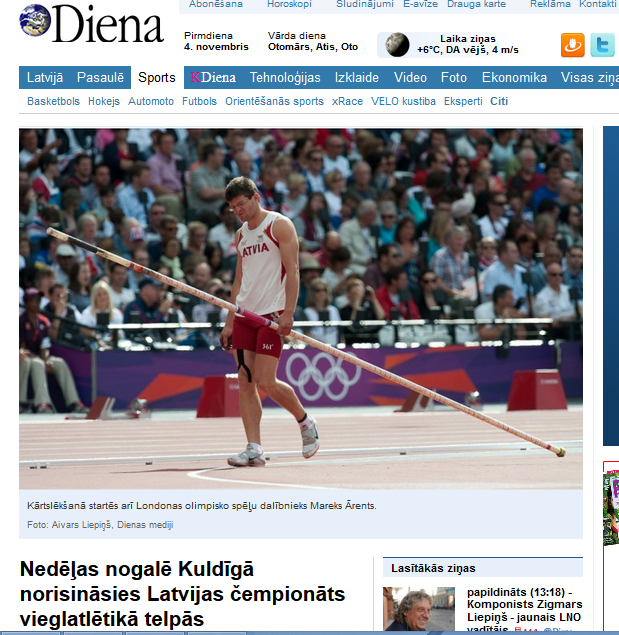 Abonēšana Horoskopi Sludinājumi E-avīze Drauga karte Reklāma Kontakti
Diena
Pirmdiena
4. novembris
Vārda diena
Otomārs, Atis, Oto
Laika ziņas
+6°C, DA vējš, 4 m/s
Latvijā Pasaulē Sports KDiena Tehnoloģijas Izklaide Video Foto Ekonomika Visas
Basketbols Hokejs Automoto Futbols Orientēšanās sports xRace VELO kustība Eksperti Citi
LATVIA
361°
Kārtslēkšanā startēs arī Londonas olimpisko spēļu dalībnieks Mareks Ārents.
Foto: Aivars Liepiņš, Dienas mediji
Nedēļas nogalē Kuldīgā
norisināsies Latvijas čempionāts
vieglatlētikā telpās
Lasītākās ziņas
papildināts (13:18) -
Komponists Zigmars
Liepiņš - jaunais LNO
vadītājs